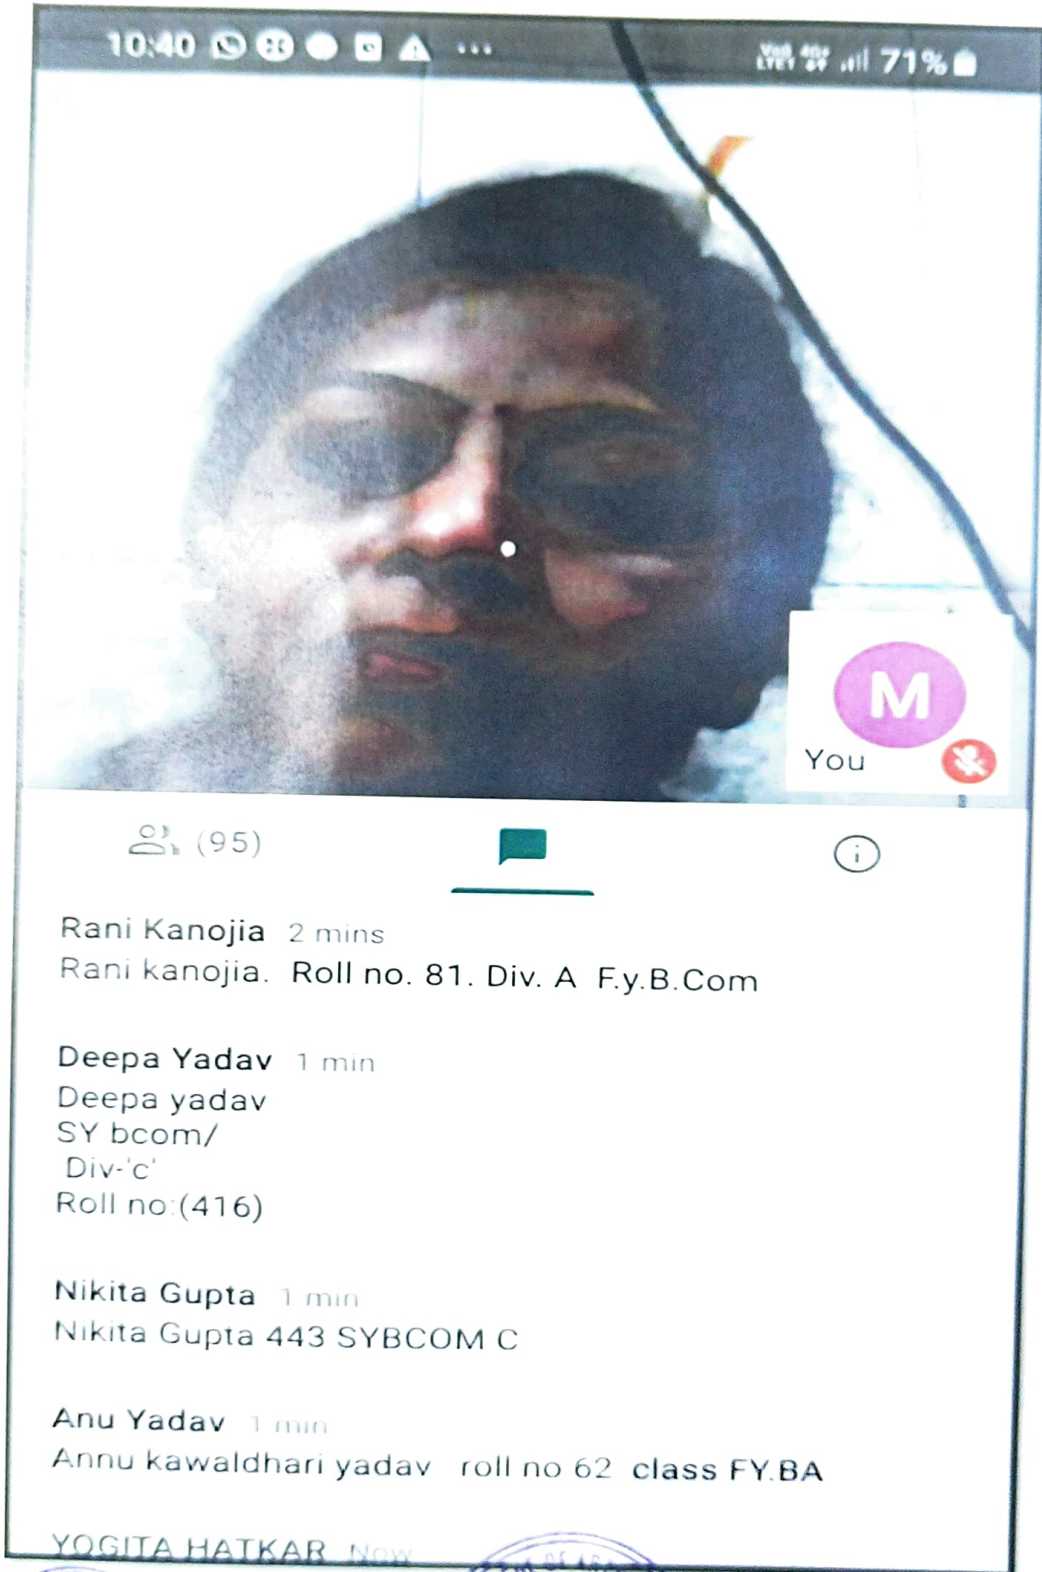 10:40 71%
M
You
(95)
Rani Kanojia 2 mins
Rani kanojia. Roll no. 81. Div. A F.y.B.Com
Deepa Yadav 1 min
Deepa yadav
SY bcom/
Div-'c'
Roll no:(416)
Nikita Gupta 1 min
Nikita Gupta 443 SYBCOM C
Anu Yadav 1 min
Annu kawaldhari yadav roll no 62 class FY.BA
YOGITA HATKAR Now